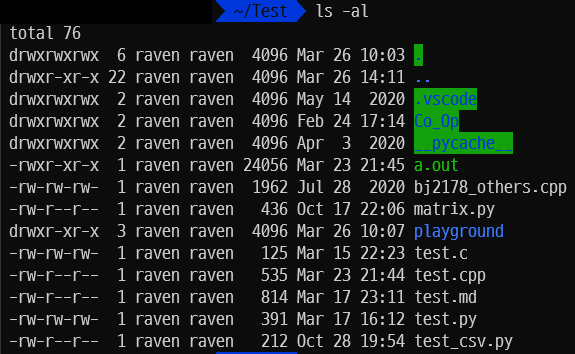 ~/Test ls -al
total 76
drwxrwxrwx 6 raven raven 4096 Mar 26 10:03 .
drwxr-xr-x 22 raven raven 4096 Mar 26 14:11 ..
drwxrwxrwx 2 raven raven 4096 May 14 2020 .vscode
drwxrwxrwx 2 raven raven 4096 Feb 24 17:14 Co_Op
drwxrwxrwx 2 raven raven 4096 Apr 3 2020 __pycache__
-rwxr-xr-x 1 raven raven 24056 Mar 23 21:45 a.out
-rw-rw-rw- 1 raven raven 1962 Jul 28 2020 bj2178_others.cpp
-rw-r--r-- 1 raven raven 436 Oct 17 22:06 matrix.py
drwxr-xr-x 3 raven raven 4096 Mar 26 10:07 playground
-rw-rw-rw- 1 raven raven 125 Mar 15 22:23 test.c
-rw-r--r-- 1 raven raven 535 Mar 23 21:44 test.cpp
-rw-r--r-- 1 raven raven 814 Mar 17 23:11 test.md
-rw-rw-rw- 1 raven raven 391 Mar 17 16:12 test.py
-rw-r--r-- 1 raven raven 212 Oct 28 19:54 test_csv.py